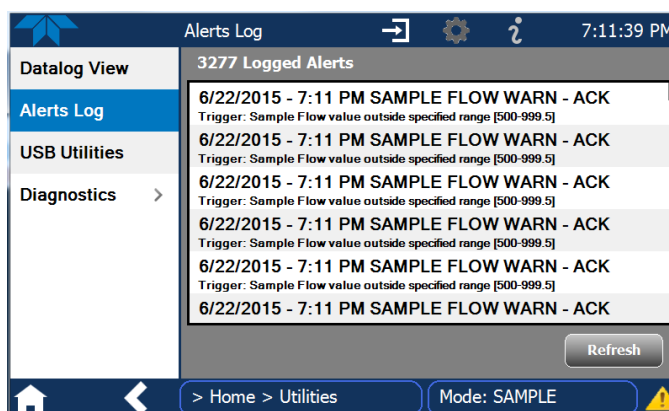 Alerts Log
7:11:39 PM
Datalog View
Alerts Log
USB Utilities
Diagnostics
3277 Logged Alerts
6/22/2015 - 7:11 PM SAMPLE FLOW WARN - ACK
Trigger: Sample Flow value outside specified range [500-999.5]
6/22/2015 - 7:11 PM SAMPLE FLOW WARN - ACK
Trigger: Sample Flow value outside specified range [500-999.5]
6/22/2015 - 7:11 PM SAMPLE FLOW WARN - ACK
Trigger: Sample Flow value outside specified range [500-999.5]
6/22/2015 - 7:11 PM SAMPLE FLOW WARN - ACK
Trigger: Sample Flow value outside specified range [500-999.5]
6/22/2015 - 7:11 PM SAMPLE FLOW WARN - ACK
Trigger: Sample Flow value outside specified range [500-999.5]
6/22/2015 - 7:11 PM SAMPLE FLOW WARN - ACK
Refresh
> Home > Utilities
Mode: SAMPLE